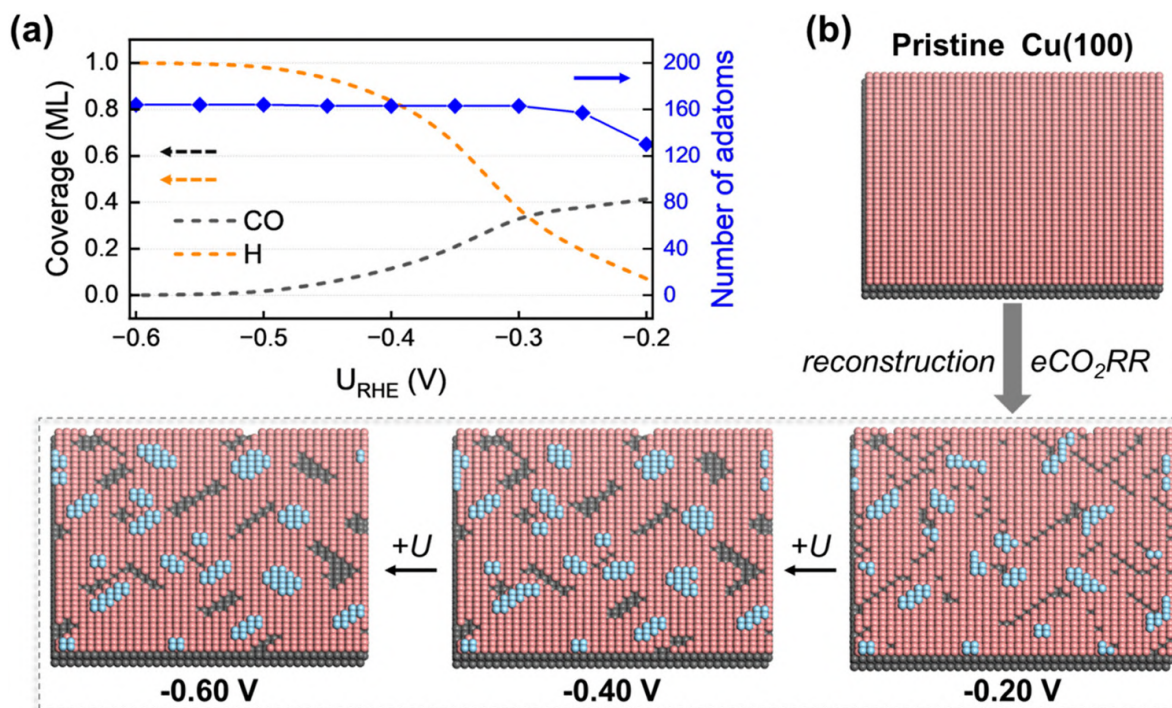 (a)
Coverage (ML)
1.0
0.8
0.6
0.4
0.2
0.0
CO
H
200
160
120
80
40
0
Number of adatoms
−0.6 −0.5 −0.4 −0.3 −0.2
U_RHE (V)
(b)
Pristine Cu(100)
reconstruction eCO₂RR
+U +U
-0.60 V -0.40 V -0.20 V